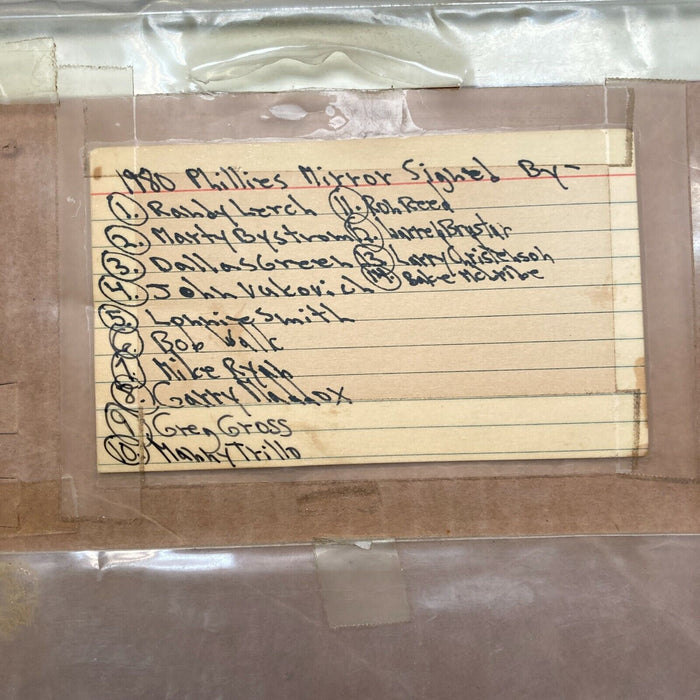 1980 Phillies Mirror Signed By-
1. Randy Lerch
2. Marty Bystrom
3. Dallas Green
4. John Vukovich
5. Lonnie Smith
6. Bob Walk
7. Mike Ryan
8. Garry Maddox
9. Greg Gross
10. Manny Trillo
11. Ron Reed
12. Warren Brustar
13. Larry Christenson
14. Bake McBribe